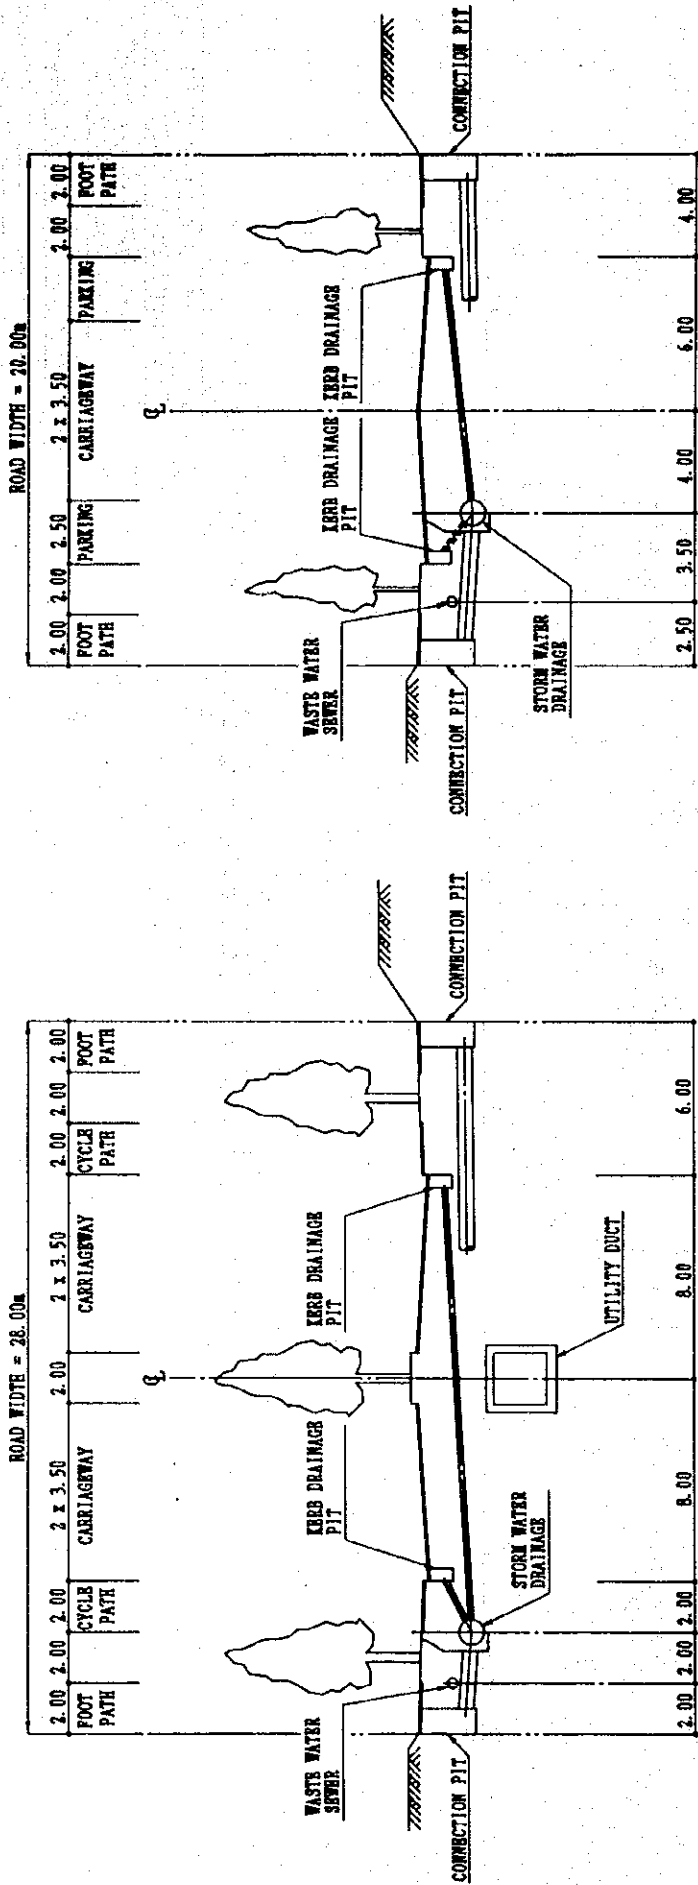 ROAD WIDTH = 28.00m
2.00 2.00 2.00 2 x 3.50 2.00 2 x 3.50 2.00 2.00 2.00
FOOT PATH
CYCLE PATH
CARRIAGEWAY
CARRIAGEWAY
CYCLE PATH
FOOT PATH
CL
WASTE WATER
SEWER
KERB DRAINAGE
PIT
KERB DRAINAGE
PIT
CONNECTION PIT
CONNECTION PIT
STORM WATER
DRAINAGE
UTILITY DUCT
2.00 2.00 2.00 8.00 8.00 6.00
ROAD WIDTH = 20.00m
2.00 2.00 2.50 2 x 3.50 2.00 2.00
FOOT PATH
PARKING
CARRIAGEWAY
PARKING
FOOT PATH
CL
WASTE WATER
SEWER
KERB DRAINAGE
PIT
KERB DRAINAGE
PIT
CONNECTION PIT
CONNECTION PIT
STORM WATER
DRAINAGE
2.50 3.50 4.00 6.00 4.00